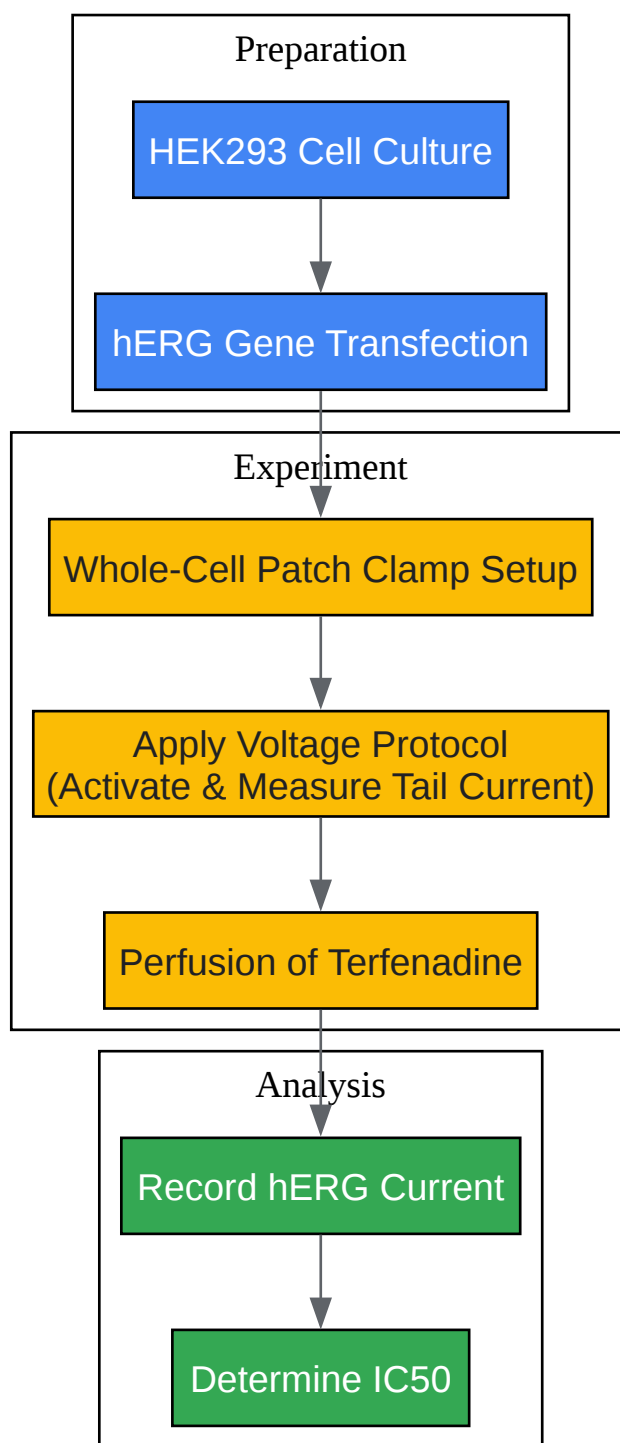 Preparation
HEK293 Cell Culture
hERG Gene Transfection
Experiment
Whole-Cell Patch Clamp Setup
Apply Voltage Protocol
(Activate & Measure Tail Current)
Perfusion of Terfenadine
Analysis
Record hERG Current
Determine IC50